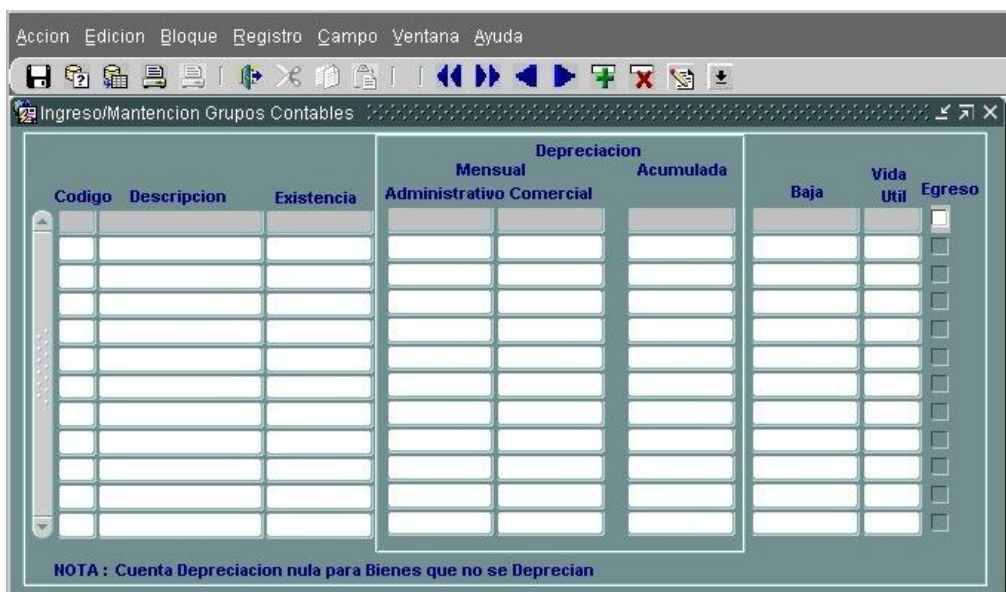 Accion Edicion Bloque Registro Campo Ventana Ayuda
Ingreso/Mantencion Grupos Contables
Depreciacion
Mensual Acumulada
Codigo Descripcion Existencia Administrativo Comercial Baja Vida Util Egreso
NOTA : Cuenta Depreciacion nula para Bienes que no se Deprecian